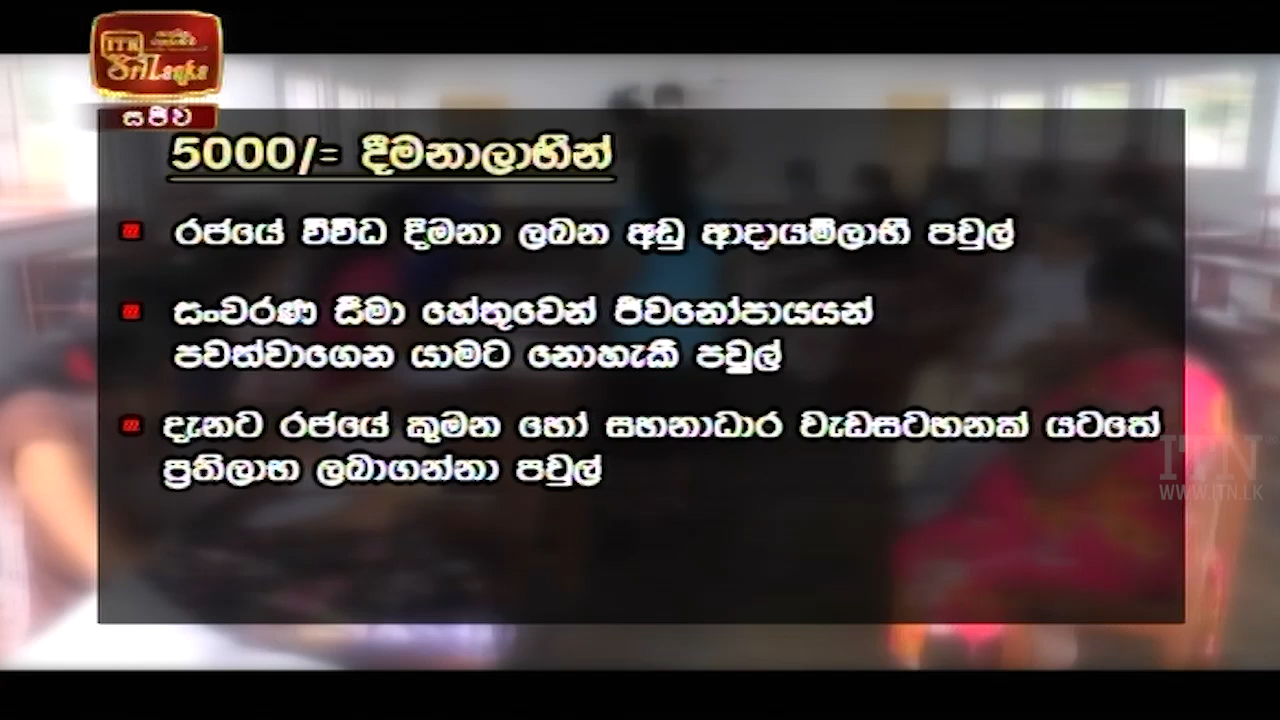 ITN
Sri Lanka
සජීව
5000/= දීමනාලාභීන්
රජයේ විවිධ දීමනා ලබන අඩු ආදායම්ලාභී පවුල්
සංචරණ සීමා හේතුවෙන් ජීවනෝපායයන්
පවත්වාගෙන යාමට නොහැකි පවුල්
දැනට රජයේ කුමන හෝ සහනාධාර වැඩසටහනක් යටතේ
ප්‍රතිලාභ ලබාගන්නා පවුල්
ITN
WWW.ITN.LK